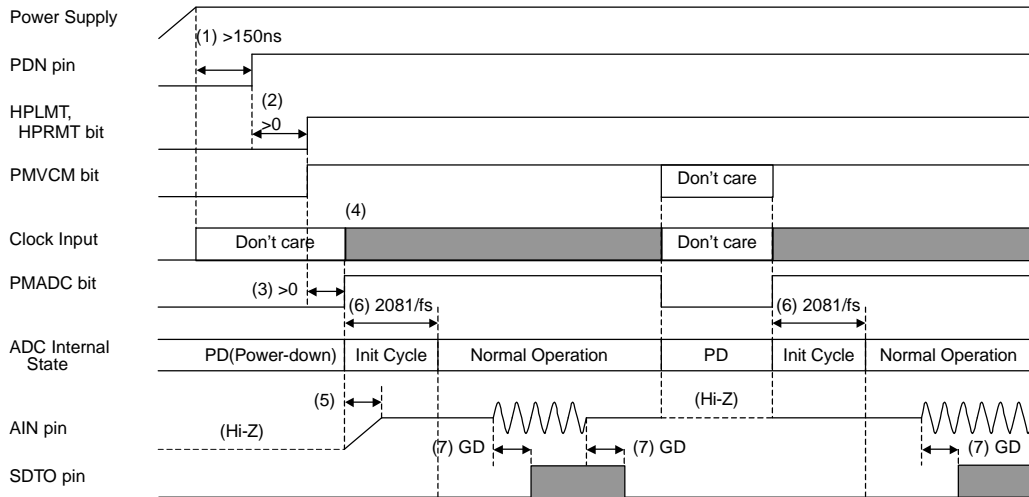 Power Supply
(1) >150ns
PDN pin
HPLMT,
HPRMT bit
(2)
>0
PMVCM bit
Don't care
(4)
Clock Input
Don't care
Don't care
PMADC bit
(3) >0
(6) 2081/fs
(6) 2081/fs
ADC Internal
State
PD(Power-down)
Init Cycle
Normal Operation
PD
Init Cycle
Normal Operation
(5)
(Hi-Z)
AIN pin
(Hi-Z)
(7) GD
(7) GD
(7) GD
SDTO pin